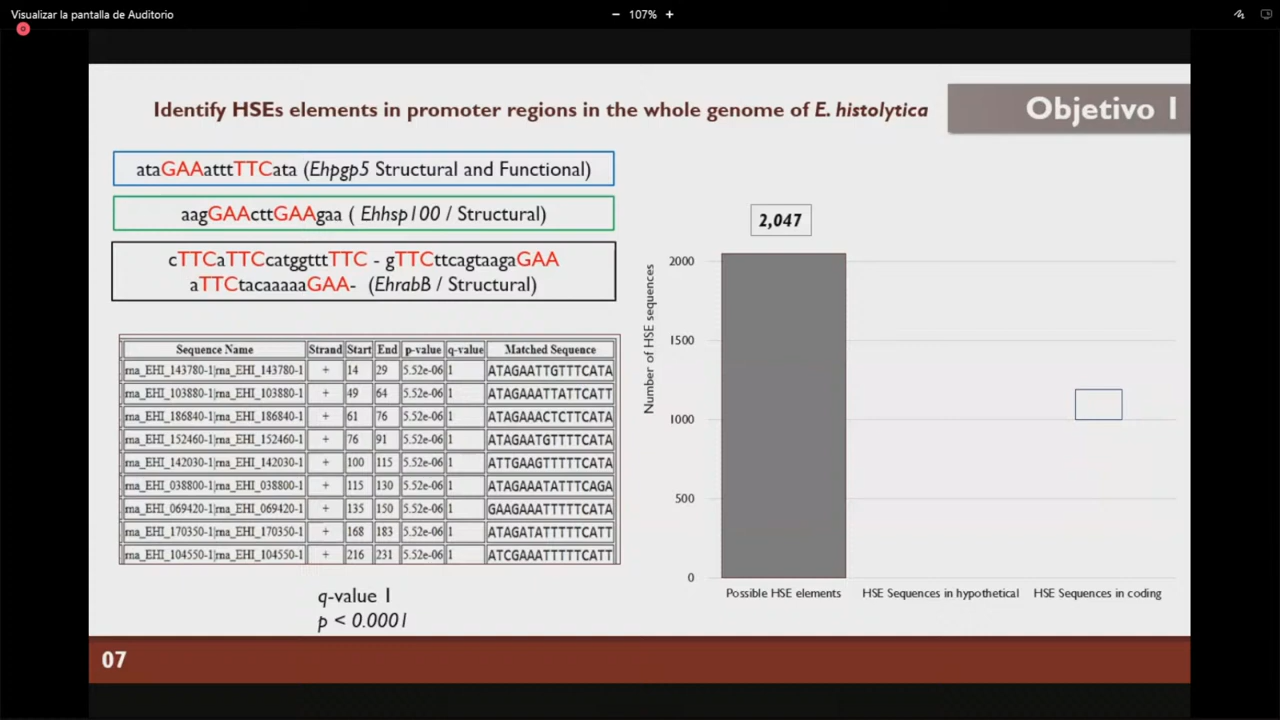 Visualizar la pantalla de Auditorio
− 107% +
Identify HSEs elements in promoter regions in the whole genome of E. histolytica
Objetivo 1
ataGAAatttTTCata (Ehpgp5 Structural and Functional)
aagGAActtGAAgaa ( Ehhsp100 / Structural)
cTTCaTTCcatggtttTTC - gTTCttcagtaagaGAA
aTTCtacaaaaaGAA- (EhrabB / Structural)
Sequence Name Strand Start End p-value q-value Matched Sequence
rna_EHI_143780-1|rna_EHI_143780-1 + 14 29 5.52e-06 1 ATAGAATTGTTTCATA
rna_EHI_103880-1|rna_EHI_103880-1 + 49 64 5.52e-06 1 ATAGAAATTATTCATT
rna_EHI_186840-1|rna_EHI_186840-1 + 61 76 5.52e-06 1 ATAGAAACTCTTCATA
rna_EHI_152460-1|rna_EHI_152460-1 + 76 91 5.52e-06 1 ATAGAATGTTTTCATA
rna_EHI_142030-1|rna_EHI_142030-1 + 100 115 5.52e-06 1 ATTGAAGTTTTTCATA
rna_EHI_038800-1|rna_EHI_038800-1 + 115 130 5.52e-06 1 ATAGAAATATTTCAGA
rna_EHI_069420-1|rna_EHI_069420-1 + 135 150 5.52e-06 1 GAAGAAATTTTTCATA
rna_EHI_170350-1|rna_EHI_170350-1 + 168 183 5.52e-06 1 ATAGATATTTTTCATT
rna_EHI_104550-1|rna_EHI_104550-1 + 216 231 5.52e-06 1 ATCGAAATTTTTCATT
q-value 1
p < 0.0001
2,047
Number of HSE sequences
2000
1500
1000
500
0
Possible HSE elements HSE Sequences in hypothetical HSE Sequences in coding
07